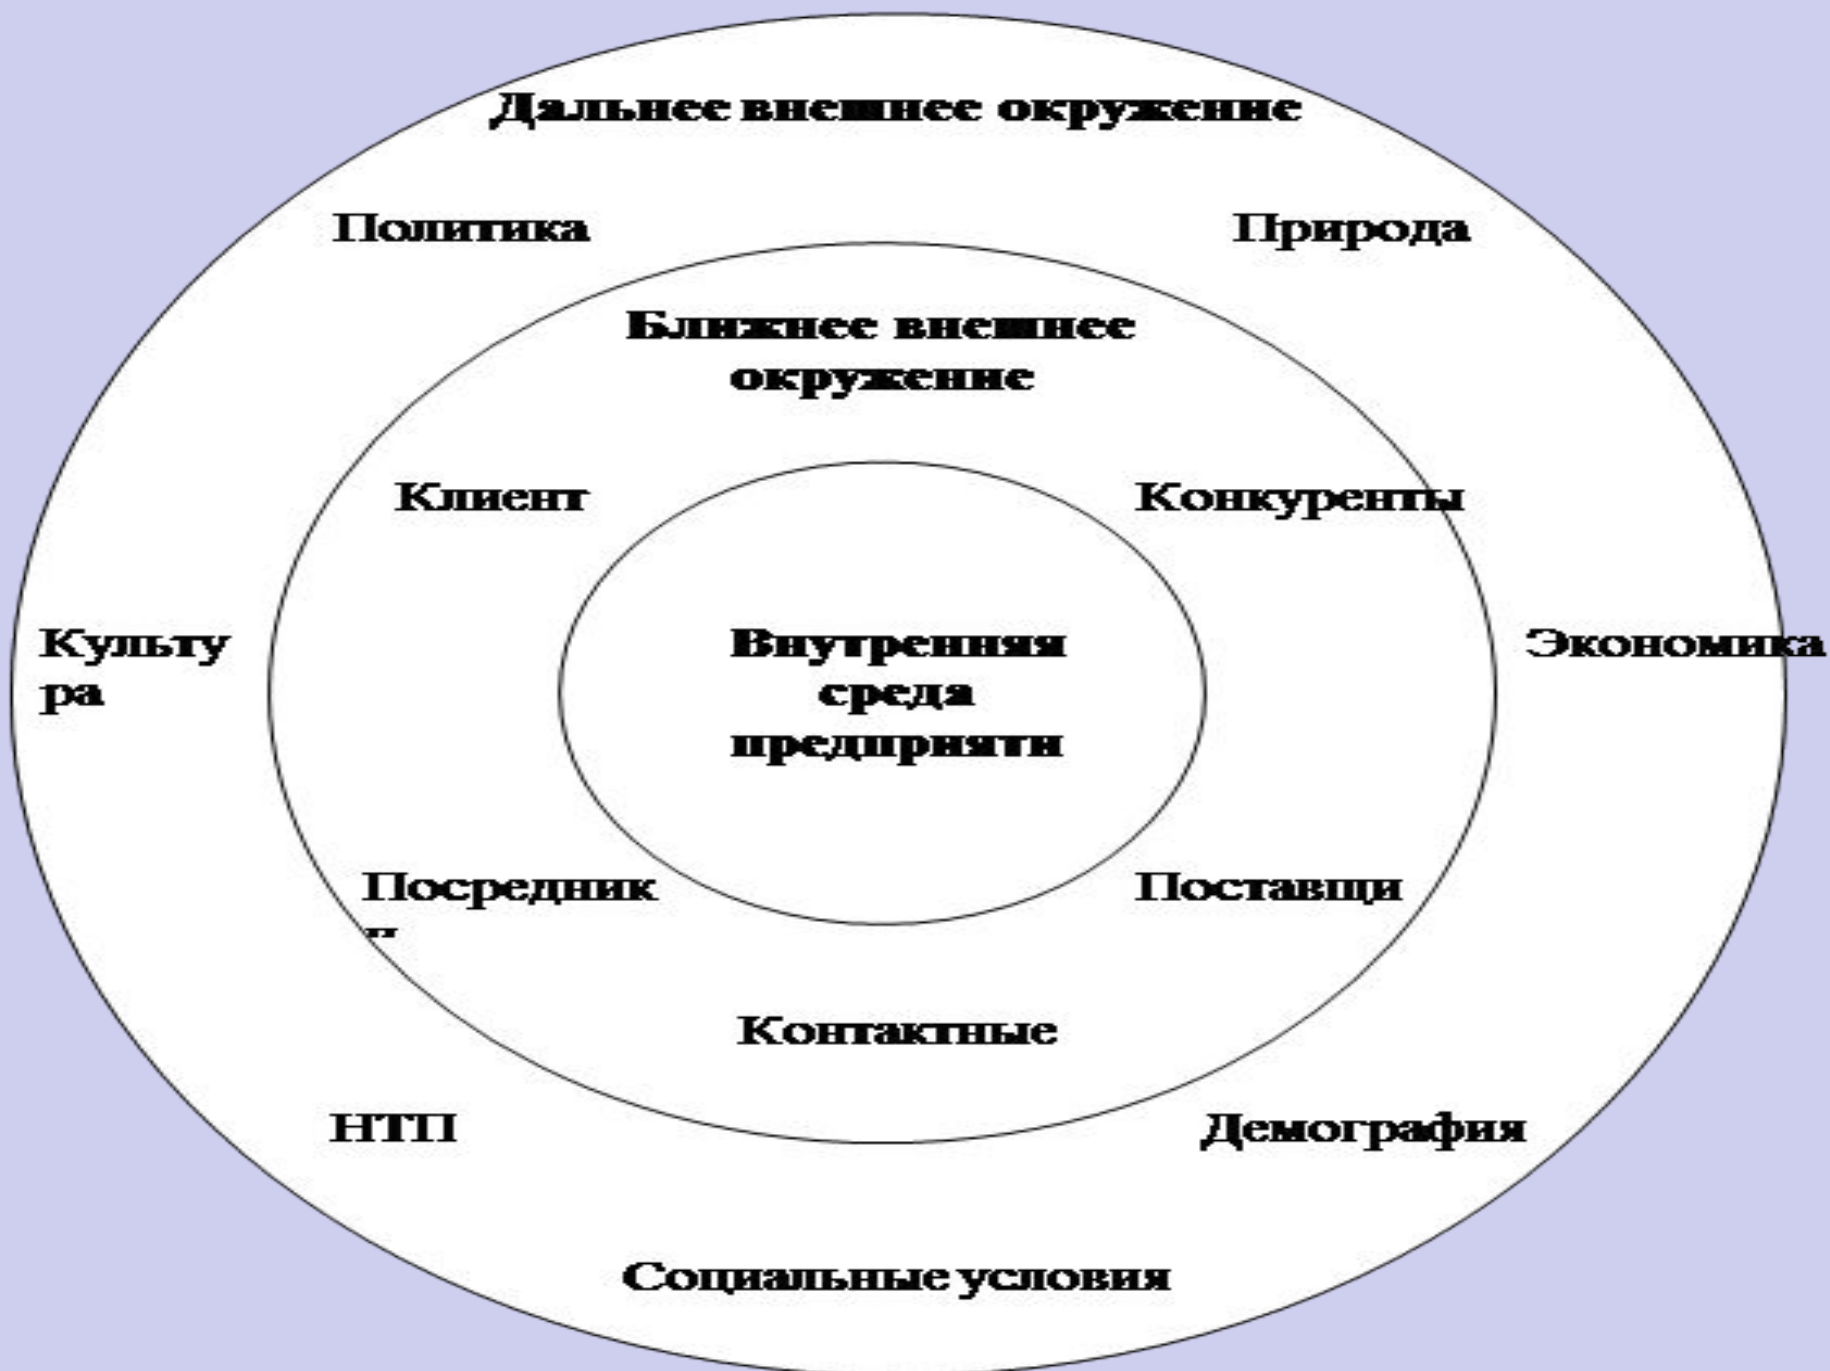 Дальнее внешнее окружение
Политика
Природа
Ближнее внешнее
окружение
Клиент
Конкуренты
Культу
ра
Внутренняя
среда
предприяти
Экономика
Посредник
Поставщи
Контактные
НТП
Демография
Социальные условия